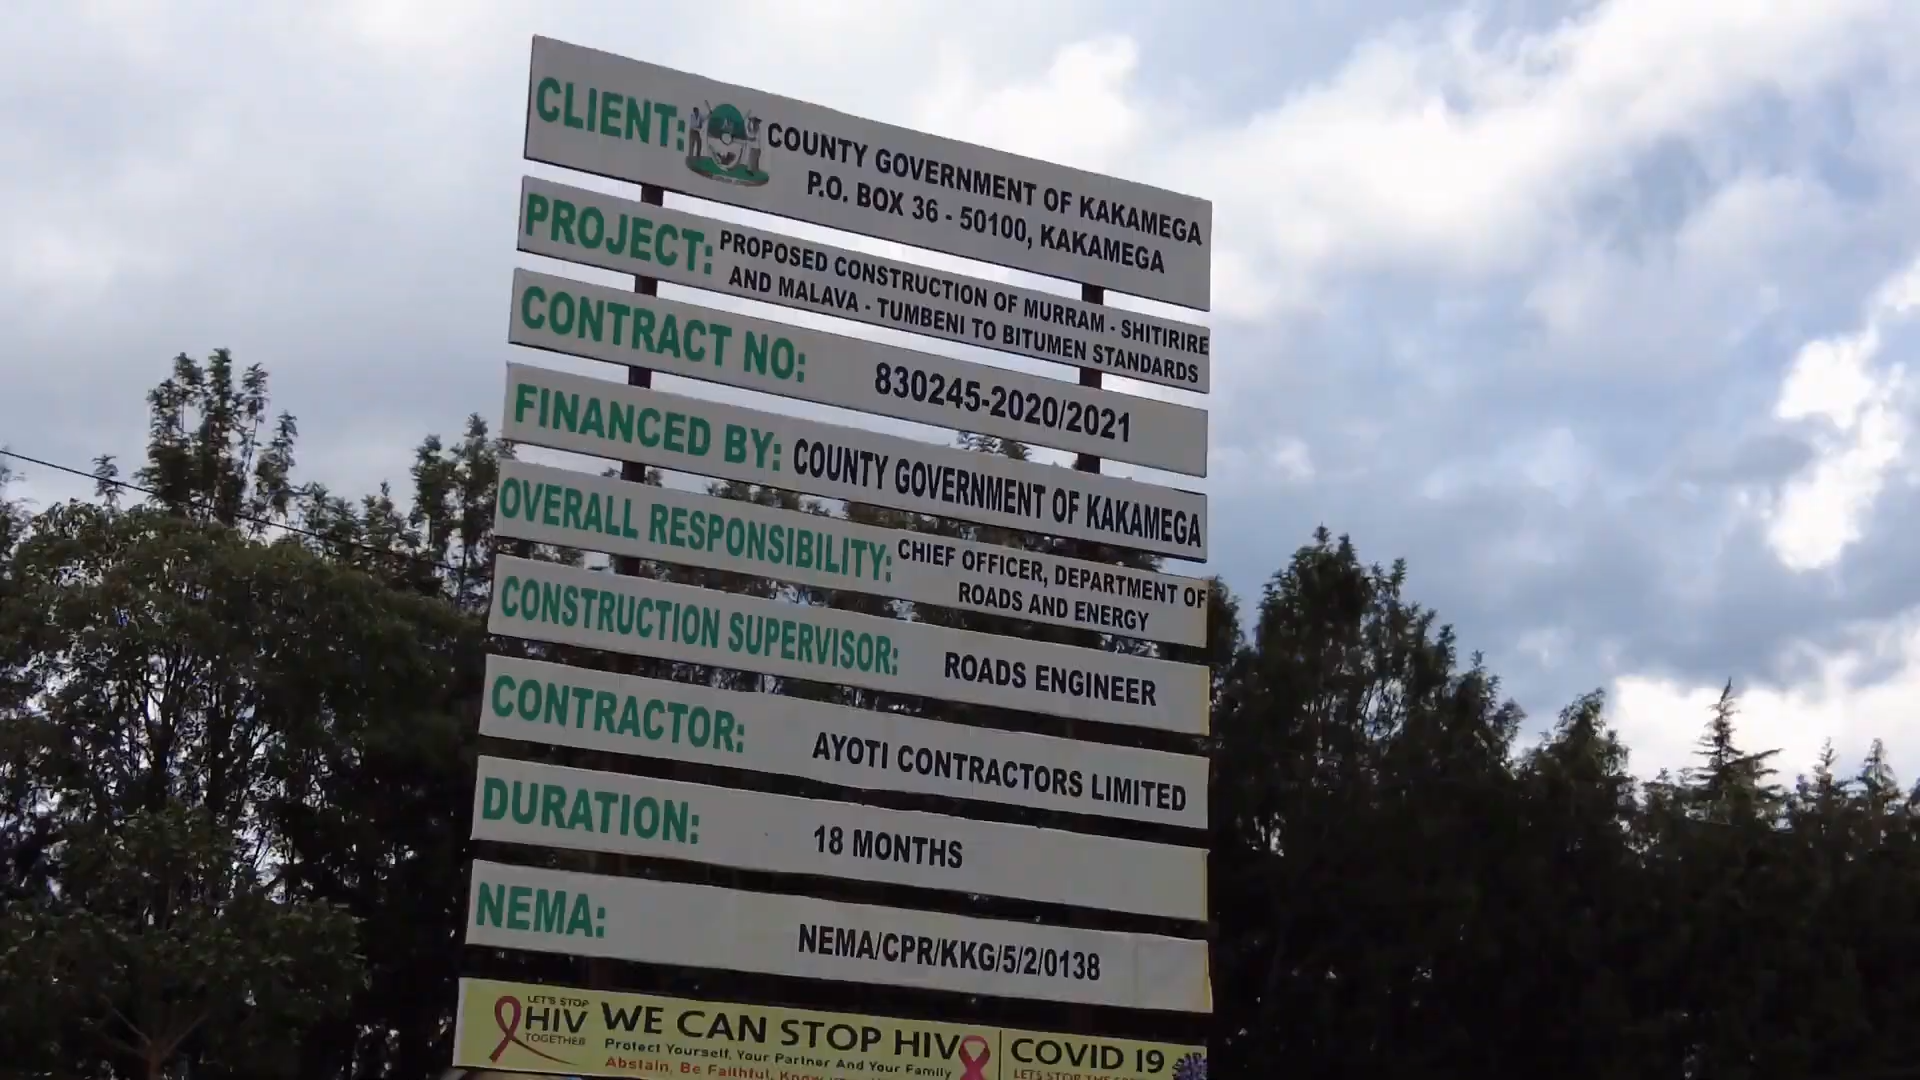 CLIENT: COUNTY GOVERNMENT OF KAKAMEGA
P.O. BOX 36 - 50100, KAKAMEGA
PROJECT: PROPOSED CONSTRUCTION OF MURRAM - SHITIRIRE
AND MALAVA - TUMBENI TO BITUMEN STANDARDS
CONTRACT NO: 830245-2020/2021
FINANCED BY: COUNTY GOVERNMENT OF KAKAMEGA
OVERALL RESPONSIBILITY: CHIEF OFFICER, DEPARTMENT OF
ROADS AND ENERGY
CONSTRUCTION SUPERVISOR: ROADS ENGINEER
CONTRACTOR: AYOTI CONTRACTORS LIMITED
DURATION: 18 MONTHS
NEMA: NEMA/CPR/KKG/5/2/0138
LET'S STOP
HIV
TOGETHER
WE CAN STOP HIV
Protect Yourself, Your Partner And Your Family
Abstain, Be Faithful,
COVID 19
LET'S STOP THE